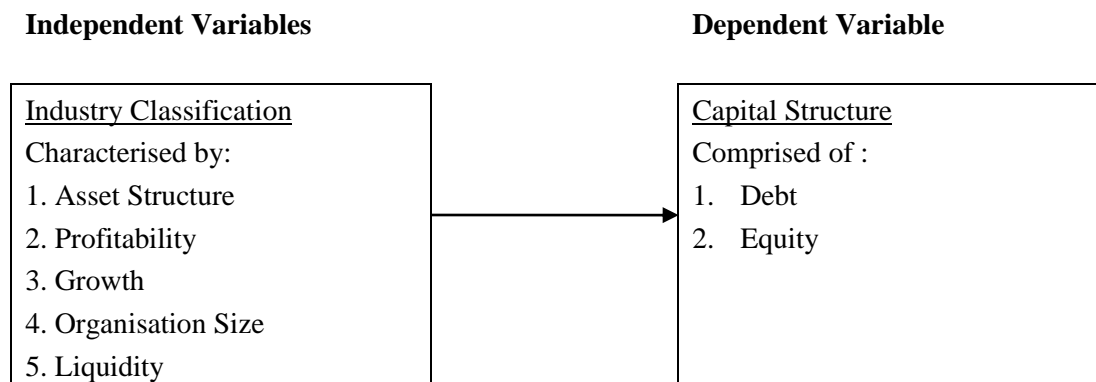 Independent Variables
Dependent Variable
Industry Classification
Characterised by:
1. Asset Structure
2. Profitability
3. Growth
4. Organisation Size
5. Liquidity
Capital Structure
Comprised of :
1. Debt
2. Equity